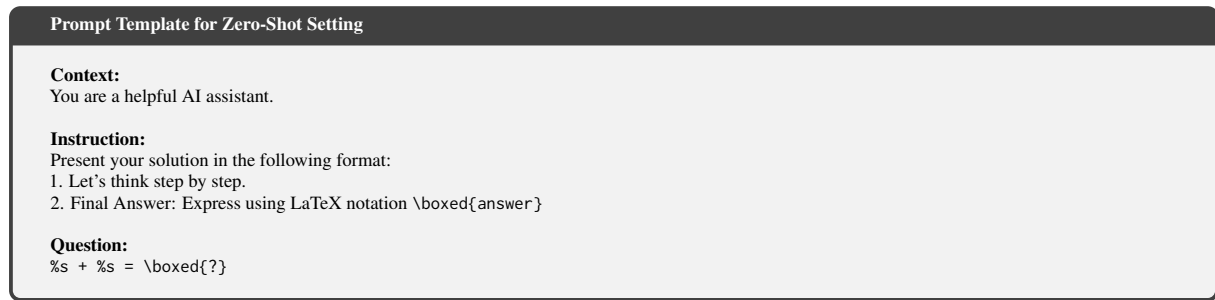 Prompt Template for Zero-Shot Setting
Context:
You are a helpful AI assistant.
Instruction:
Present your solution in the following format:
1. Let's think step by step.
2. Final Answer: Express using LaTeX notation \boxed{answer}
Question:
%s + %s = \boxed{?}